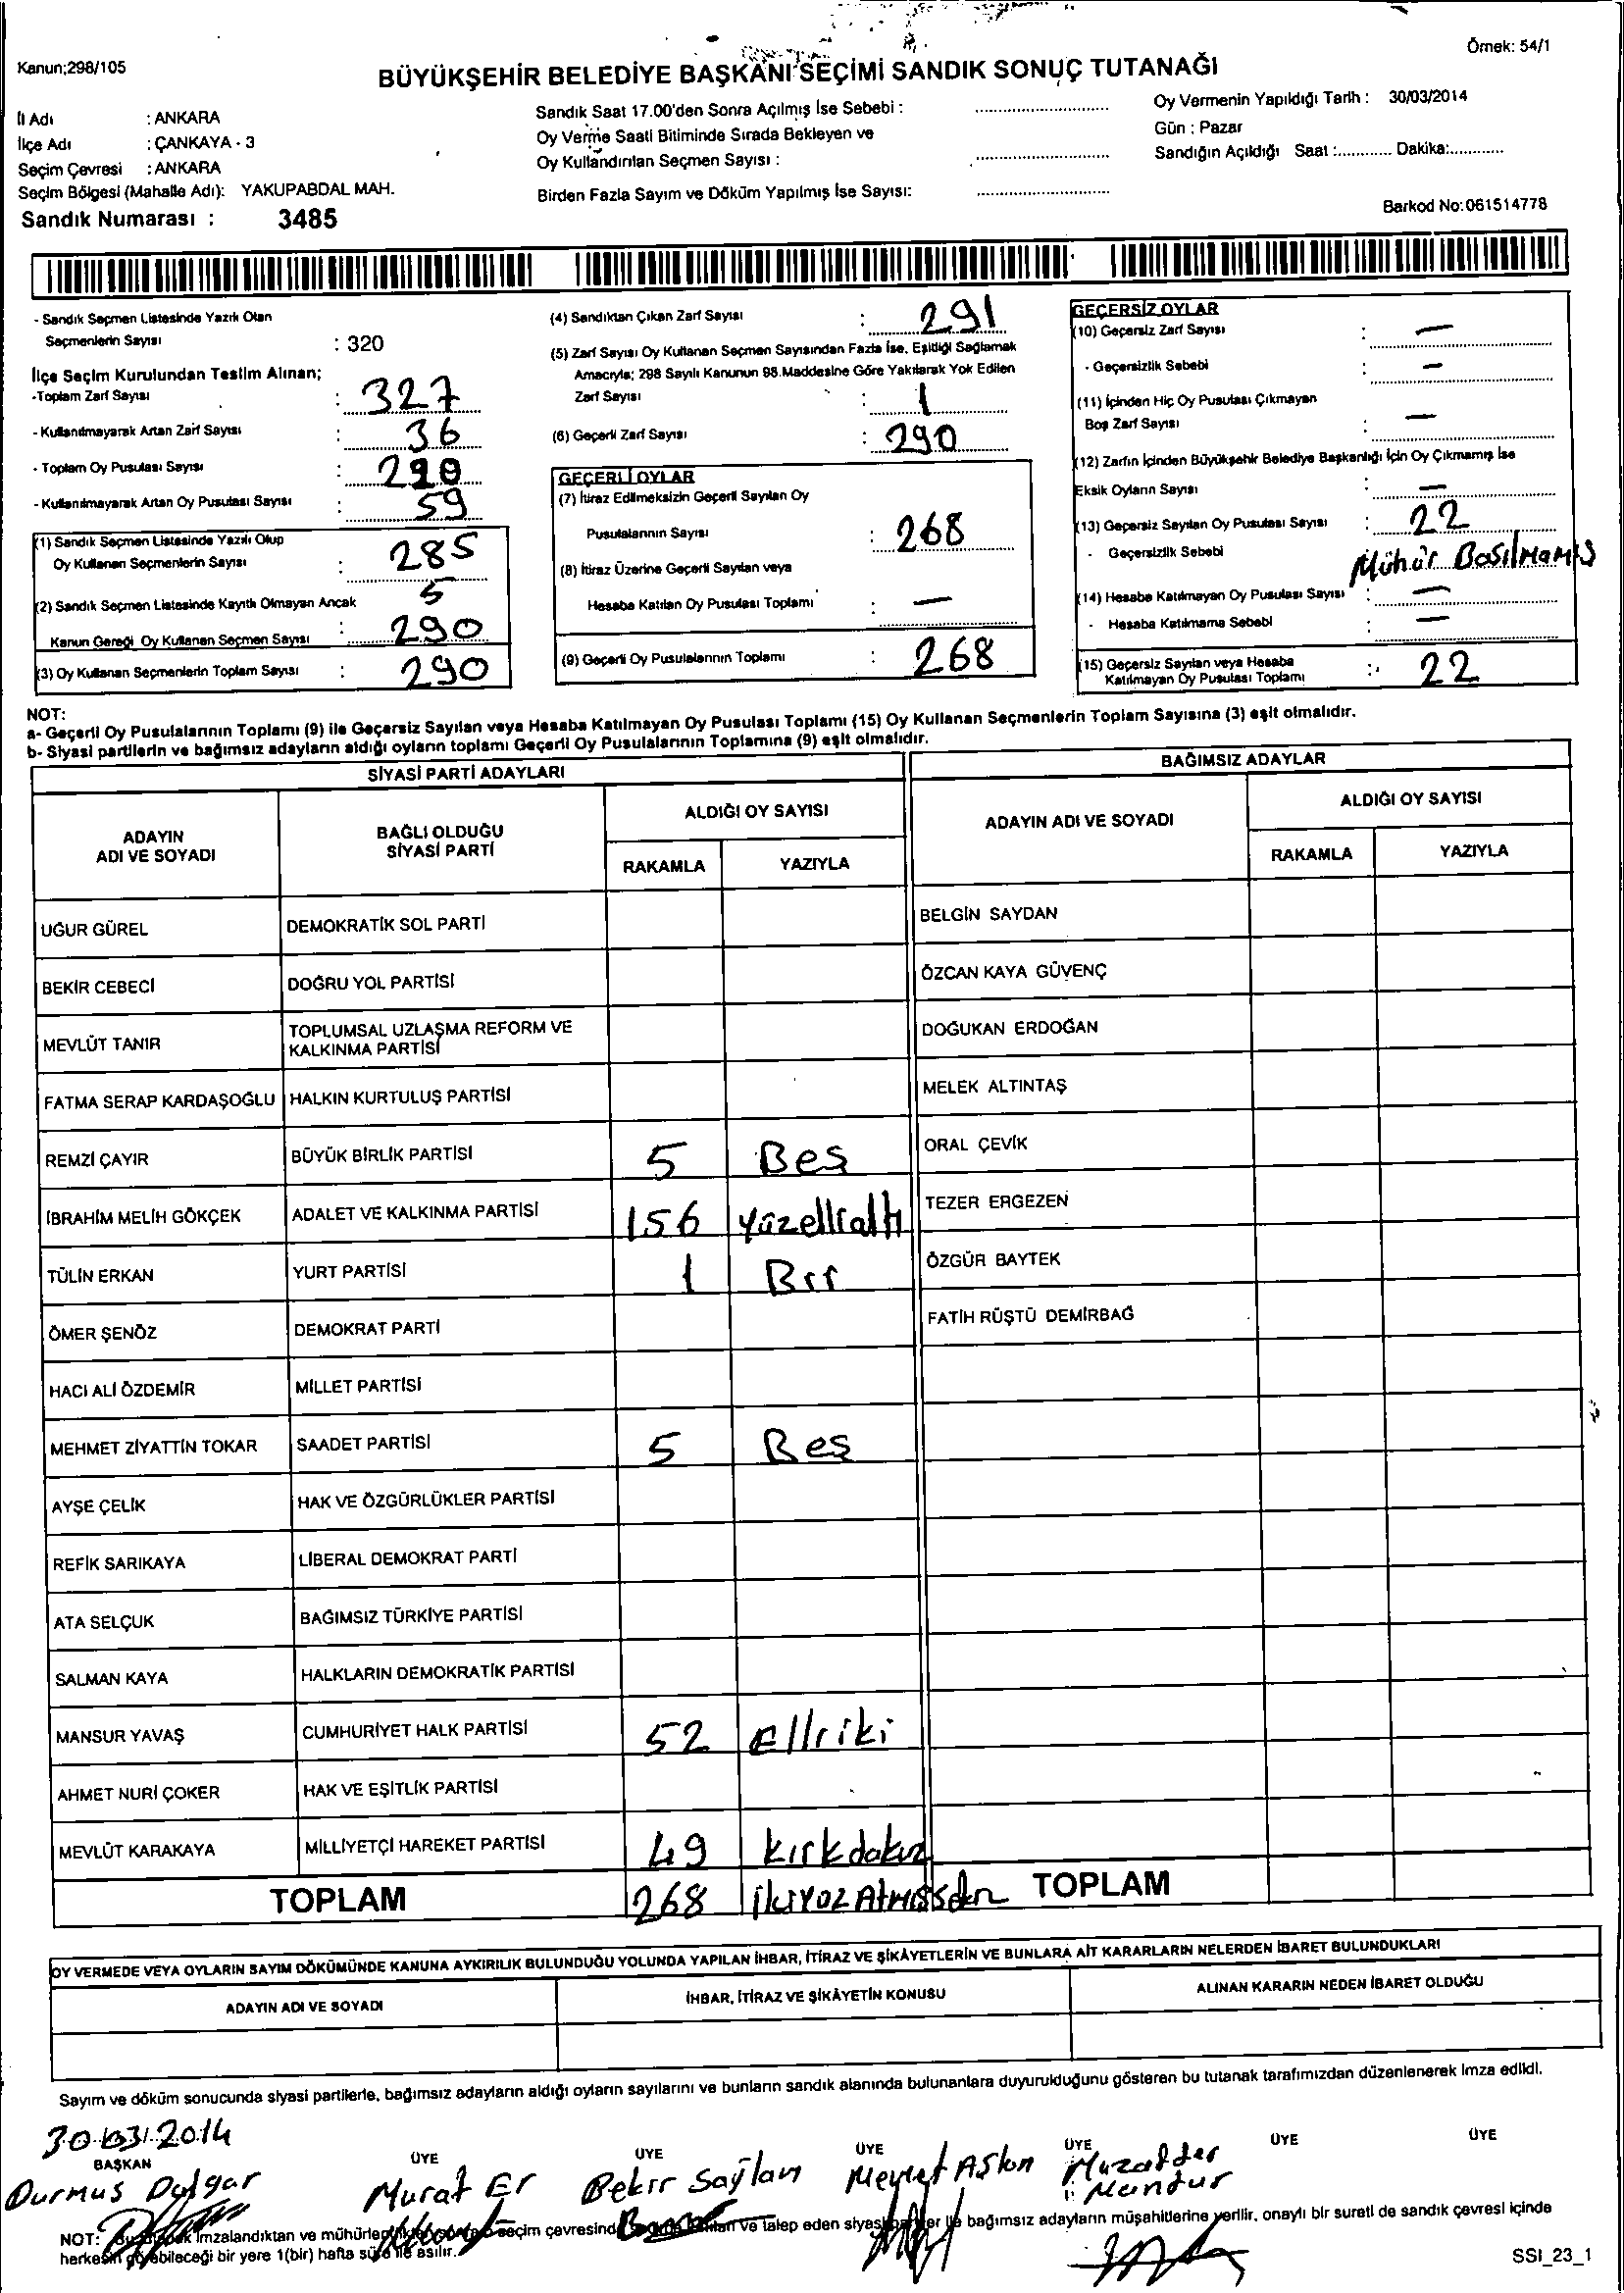 Kanun;298/105
Örnek: 54/1
BÜYÜKŞEHİR BELEDİYE BAŞKANI SEÇİMİ SANDIK SONUÇ TUTANAĞI
İl Adı : ANKARA
İlçe Adı : ÇANKAYA - 3
Seçim Çevresi : ANKARA
Seçim Bölgesi (Mahalle Adı): YAKUPABDAL MAH.
Sandık Numarası : 3485
Sandık Saat 17.00'den Sonra Açılmış İse Sebebi :
Oy Verme Saati Bitiminde Sırada Bekleyen ve
Oy Kullandırılan Seçmen Sayısı :
Birden Fazla Sayım ve Döküm Yapılmış İse Sayısı:
Oy Vermenin Yapıldığı Tarih : 30/03/2014
Gün : Pazar
Sandığın Açıldığı Saat :............ Dakika:............
Barkod No:061514778
- Sandık Seçmen Listesinde Yazılı Olan
Seçmenlerin Sayısı : 320
İlçe Seçim Kurulundan Teslim Alınan;
-Toplam Zarf Sayısı : 327
- Kullanılmayarak Artan Zarf Sayısı : 36
- Toplam Oy Pusulası Sayısı : 290
- Kullanılmayarak Artan Oy Pusulası Sayısı : 59
(1) Sandık Seçmen Listesinde Yazılı Olup
Oy Kullanan Seçmenlerin Sayısı : 285
(2) Sandık Seçmen Listesinde Kayıtlı Olmayan Ancak 5
Kanun Gereği Oy Kullanan Seçmen Sayısı : 290
(3) Oy Kullanan Seçmenlerin Toplam Sayısı : 290
(4) Sandıktan Çıkan Zarf Sayısı : 291
(5) Zarf Sayısı Oy Kullanan Seçmen Sayısından Fazla İse, Eşitliği Sağlamak
Amacıyla; 298 Sayılı Kanunun 98.Maddesine Göre Yakılarak Yok Edilen
Zarf Sayısı : 1
(6) Geçerli Zarf Sayısı : 290
GEÇERLİ OYLAR
(7) İtiraz Edilmeksizin Geçerli Sayılan Oy
Pusulalarının Sayısı : 268
(8) İtiraz Üzerine Geçerli Sayılan veya
Hesaba Katılan Oy Pusulası Toplamı : —
(9) Geçerli Oy Pusulalarının Toplamı : 268
GEÇERSİZ OYLAR
(10) Geçersiz Zarf Sayısı : —
- Geçersizlik Sebebi : —
(11) İçinden Hiç Oy Pusulası Çıkmayan
Boş Zarf Sayısı : —
(12) Zarfın İçinden Büyükşehir Belediye Başkanlığı İçin Oy Çıkmamış İse
Eksik Oyların Sayısı : —
(13) Geçersiz Sayılan Oy Pusulası Sayısı : 22
- Geçersizlik Sebebi Mühür Basılmamış
(14) Hesaba Katılmayan Oy Pusulası Sayısı : —
- Hesaba Katılmama Sebebi : —
(15) Geçersiz Sayılan veya Hesaba
Katılmayan Oy Pusulası Toplamı : 22
NOT:
a- Geçerli Oy Pusulalarının Toplamı (9) ile Geçersiz Sayılan veya Hesaba Katılmayan Oy Pusulası Toplamı (15) Oy Kullanan Seçmenlerin Toplam Sayısına (3) eşit olmalıdır.
b- Siyasi partilerin ve bağımsız adayların aldığı oyların toplamı Geçerli Oy Pusulalarının Toplamına (9) eşit olmalıdır.
SİYASİ PARTİ ADAYLARI
BAĞIMSIZ ADAYLAR
ADAYIN ADI VE SOYADI
BAĞLI OLDUĞU SİYASİ PARTİ
ALDIĞI OY SAYISI
RAKAMLA YAZIYLA
ADAYIN ADI VE SOYADI
ALDIĞI OY SAYISI
RAKAMLA YAZIYLA
UĞUR GÜREL DEMOKRATİK SOL PARTİ BELGİN SAYDAN
BEKİR CEBECİ DOĞRU YOL PARTİSİ ÖZCAN KAYA GÜVENÇ
MEVLÜT TANIR TOPLUMSAL UZLAŞMA REFORM VE KALKINMA PARTİSİ DOĞUKAN ERDOĞAN
FATMA SERAP KARDAŞOĞLU HALKIN KURTULUŞ PARTİSİ MELEK ALTINTAŞ
REMZİ ÇAYIR BÜYÜK BİRLİK PARTİSİ 5 Beş ORAL ÇEVİK
İBRAHİM MELİH GÖKÇEK ADALET VE KALKINMA PARTİSİ 156 yüzellialtı TEZER ERGEZEN
TÜLİN ERKAN YURT PARTİSİ 1 Bir ÖZGÜR BAYTEK
ÖMER ŞENÖZ DEMOKRAT PARTİ FATİH RÜŞTÜ DEMİRBAĞ
HACI ALİ ÖZDEMİR MİLLET PARTİSİ
MEHMET ZİYATTİN TOKAR SAADET PARTİSİ 5 Beş
AYŞE ÇELİK HAK VE ÖZGÜRLÜKLER PARTİSİ
REFİK SARIKAYA LİBERAL DEMOKRAT PARTİ
ATA SELÇUK BAĞIMSIZ TÜRKİYE PARTİSİ
SALMAN KAYA HALKLARIN DEMOKRATİK PARTİSİ
MANSUR YAVAŞ CUMHURİYET HALK PARTİSİ 52 Elliiki
AHMET NURİ ÇOKER HAK VE EŞİTLİK PARTİSİ
MEVLÜT KARAKAYA MİLLİYETÇİ HAREKET PARTİSİ 49 kırkdokuz
TOPLAM 268 İkiyüzAtmışsekiz TOPLAM
OY VERMEDE VEYA OYLARIN SAYIM DÖKÜMÜNDE KANUNA AYKIRILIK BULUNDUĞU YOLUNDA YAPILAN İHBAR, İTİRAZ VE ŞİKÂYETLERİN VE BUNLARA AİT KARARLARIN NELERDEN İBARET BULUNDUKLARI
ADAYIN ADI VE SOYADI İHBAR, İTİRAZ VE ŞİKÂYETİN KONUSU ALINAN KARARIN NEDEN İBARET OLDUĞU
Sayım ve döküm sonucunda siyasi partilerle, bağımsız adayların aldığı oyların sayılarını ve bunların sandık alanında bulunanlara duyurulduğunu gösteren bu tutanak tarafımızdan düzenlenerek imza edildi.
30/03/2014
BAŞKAN ÜYE ÜYE ÜYE ÜYE ÜYE ÜYE
Durmuş Dalgar Murat Er Bekir Saylan Meyret Aslan Muzaffer Mandur
NOT: Bu tutanak imzalandıktan ve mühürlendikten sonra o seçim çevresinde ve talep eden siyasi partiler ile bağımsız adayların müşahitlerine verilir, onaylı bir sureti de sandık çevresi içinde
herkesin görebileceği bir yere 1(bir) hafta süre ile asılır.
SSI_23_1